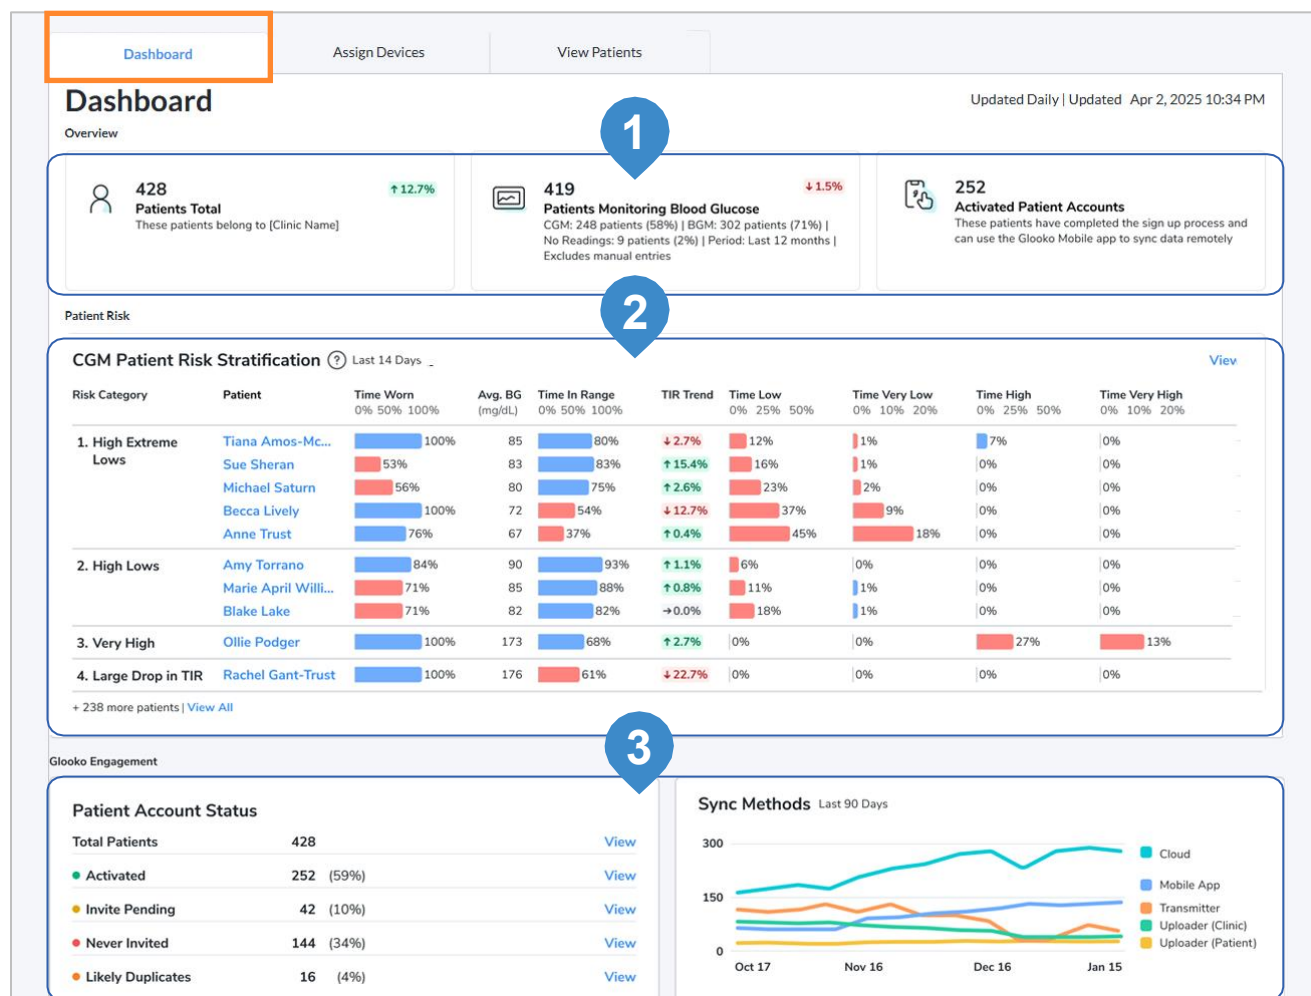 Dashboard
Assign Devices
View Patients
Dashboard
Updated Daily | Updated Apr 2, 2025 10:34 PM
Overview
1
428
↑ 12.7%
Patients Total
These patients belong to [Clinic Name]
419
↓ 1.5%
Patients Monitoring Blood Glucose
CGM: 248 patients (58%) | BGM: 302 patients (71%) |
No Readings: 9 patients (2%) | Period: Last 12 months |
Excludes manual entries
252
Activated Patient Accounts
These patients have completed the sign up process and
can use the Glooko Mobile app to sync data remotely
2
Patient Risk
CGM Patient Risk Stratification ? Last 14 Days
View
Risk Category Patient Time Worn Avg. BG Time In Range TIR Trend Time Low Time Very Low Time High Time Very High
0% 50% 100% (mg/dL) 0% 50% 100% 0% 25% 50% 0% 10% 20% 0% 25% 50% 0% 10% 20%
1. High Extreme Tiana Amos-Mc... 100% 85 80% ↓ 2.7% 12% 1% 7% 0%
Lows Sue Sheran 53% 83 83% ↑ 15.4% 16% 1% 0% 0%
Michael Saturn 56% 80 75% ↑ 2.6% 23% 2% 0% 0%
Becca Lively 100% 72 54% ↓ 12.7% 37% 9% 0% 0%
Anne Trust 76% 67 37% ↑ 0.4% 45% 18% 0% 0%
2. High Lows Amy Torrano 84% 90 93% ↑ 1.1% 6% 0% 0% 0%
Marie April Willi... 71% 85 88% ↑ 0.8% 11% 1% 0% 0%
Blake Lake 71% 82 82% → 0.0% 18% 1% 0% 0%
3. Very High Ollie Podger 100% 173 68% ↑ 2.7% 0% 0% 27% 13%
4. Large Drop in TIR Rachel Gant-Trust 100% 176 61% ↓ 22.7% 0% 0% 0% 0%
+ 238 more patients | View All
3
Glooko Engagement
Patient Account Status
Total Patients 428 View
Activated 252 (59%) View
Invite Pending 42 (10%) View
Never Invited 144 (34%) View
Likely Duplicates 16 (4%) View
Sync Methods Last 90 Days
300
150
0
Oct 17 Nov 16 Dec 16 Jan 15
Cloud
Mobile App
Transmitter
Uploader (Clinic)
Uploader (Patient)